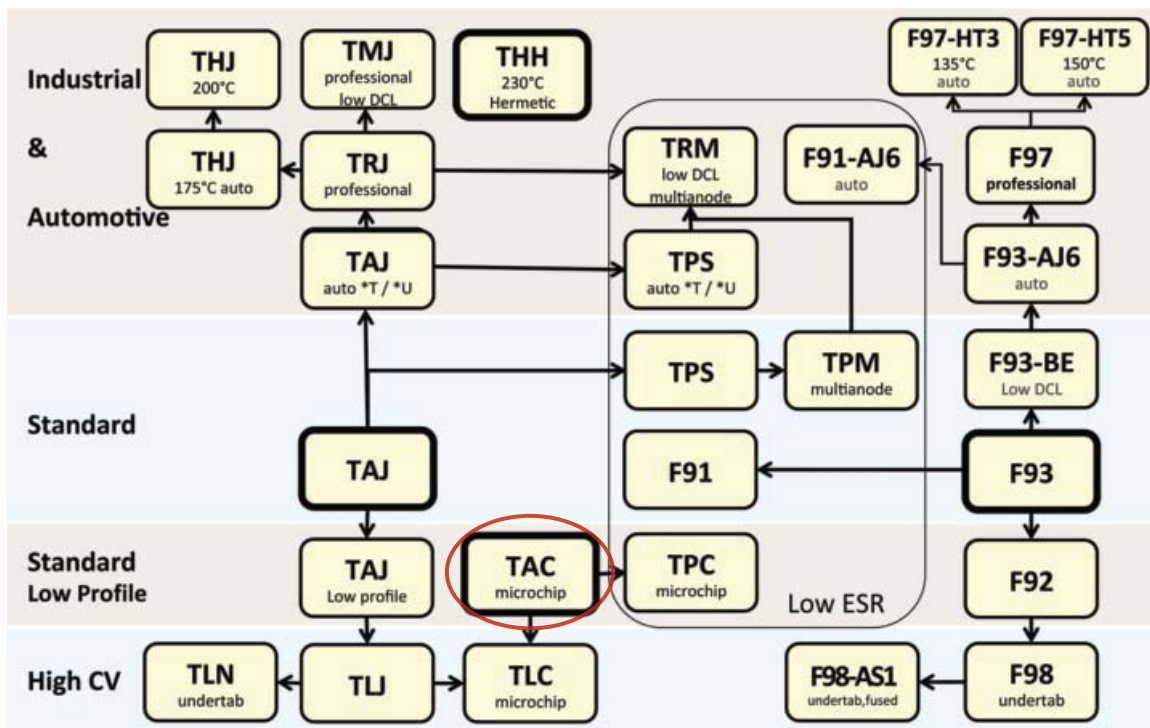 Industrial
&
Automotive
THJ
200°C
TMJ
professional
low DCL
THH
230°C
Hermetic
F97-HT3
135°C
auto
F97-HT5
150°C
auto
THJ
175°C auto
TRJ
professional
TRM
low DCL
multianode
F91-AJ6
auto
F97
professional
TAJ
auto *T / *U
TPS
auto *T / *U
F93-AJ6
auto
Standard
TPS
TPM
multianode
F93-BE
Low DCL
TAJ
F91
F93
Standard
Low Profile
TAJ
Low profile
TAC
microchip
TPC
microchip
Low ESR
F92
High CV
TLN
undertab
TLJ
TLC
microchip
F98-AS1
undertab,fused
F98
undertab